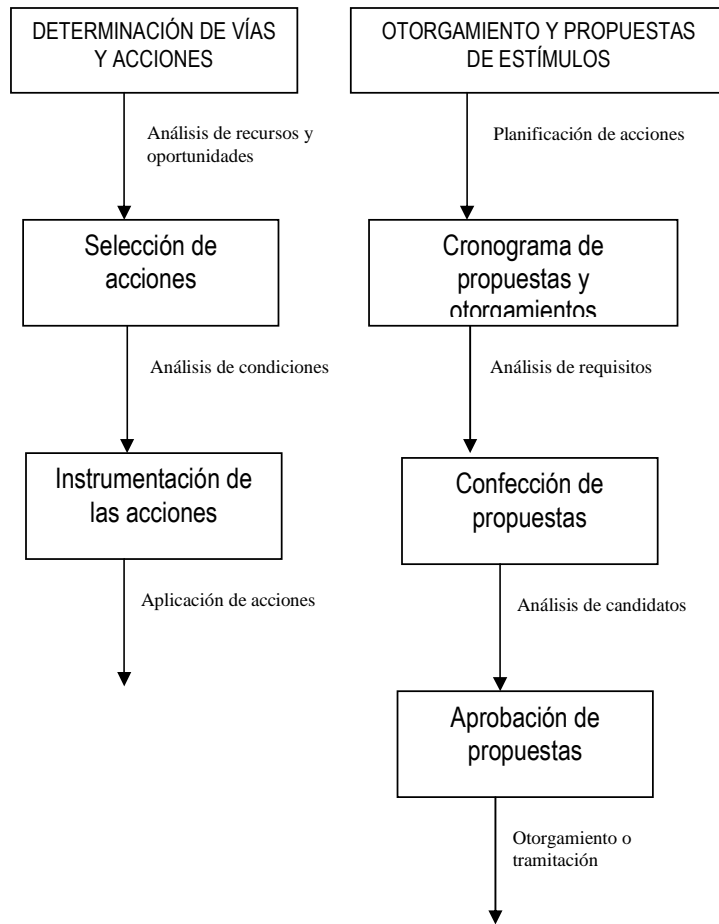 DETERMINACIÓN DE VÍAS
Y ACCIONES
Análisis de recursos y
oportunidades
Selección de
acciones
Análisis de condiciones
Instrumentación de
las acciones
Aplicación de acciones
OTORGAMIENTO Y PROPUESTAS
DE ESTÍMULOS
Planificación de acciones
Cronograma de
propuestas y
otorgamientos
Análisis de requisitos
Confección de
propuestas
Análisis de candidatos
Aprobación de
propuestas
Otorgamiento o
tramitación